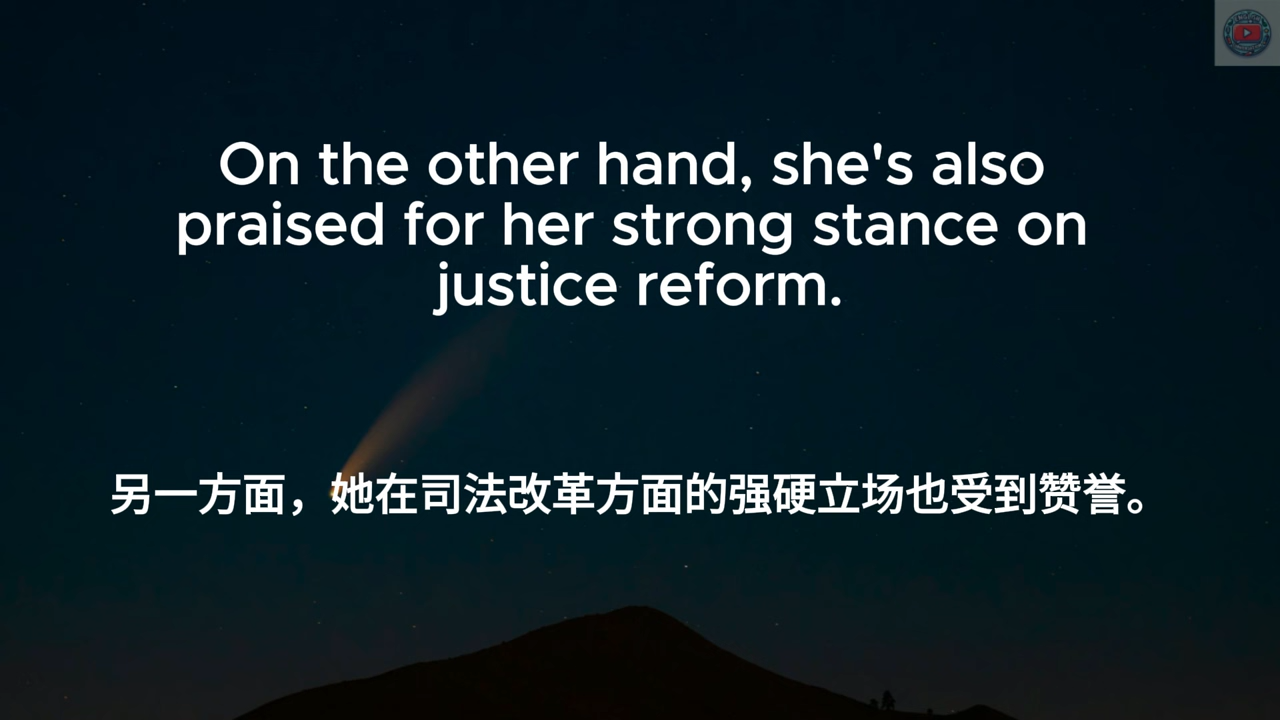 On the other hand, she's also
praised for her strong stance on
justice reform.
另一方面，她在司法改革方面的强硬立场也受到赞誉。